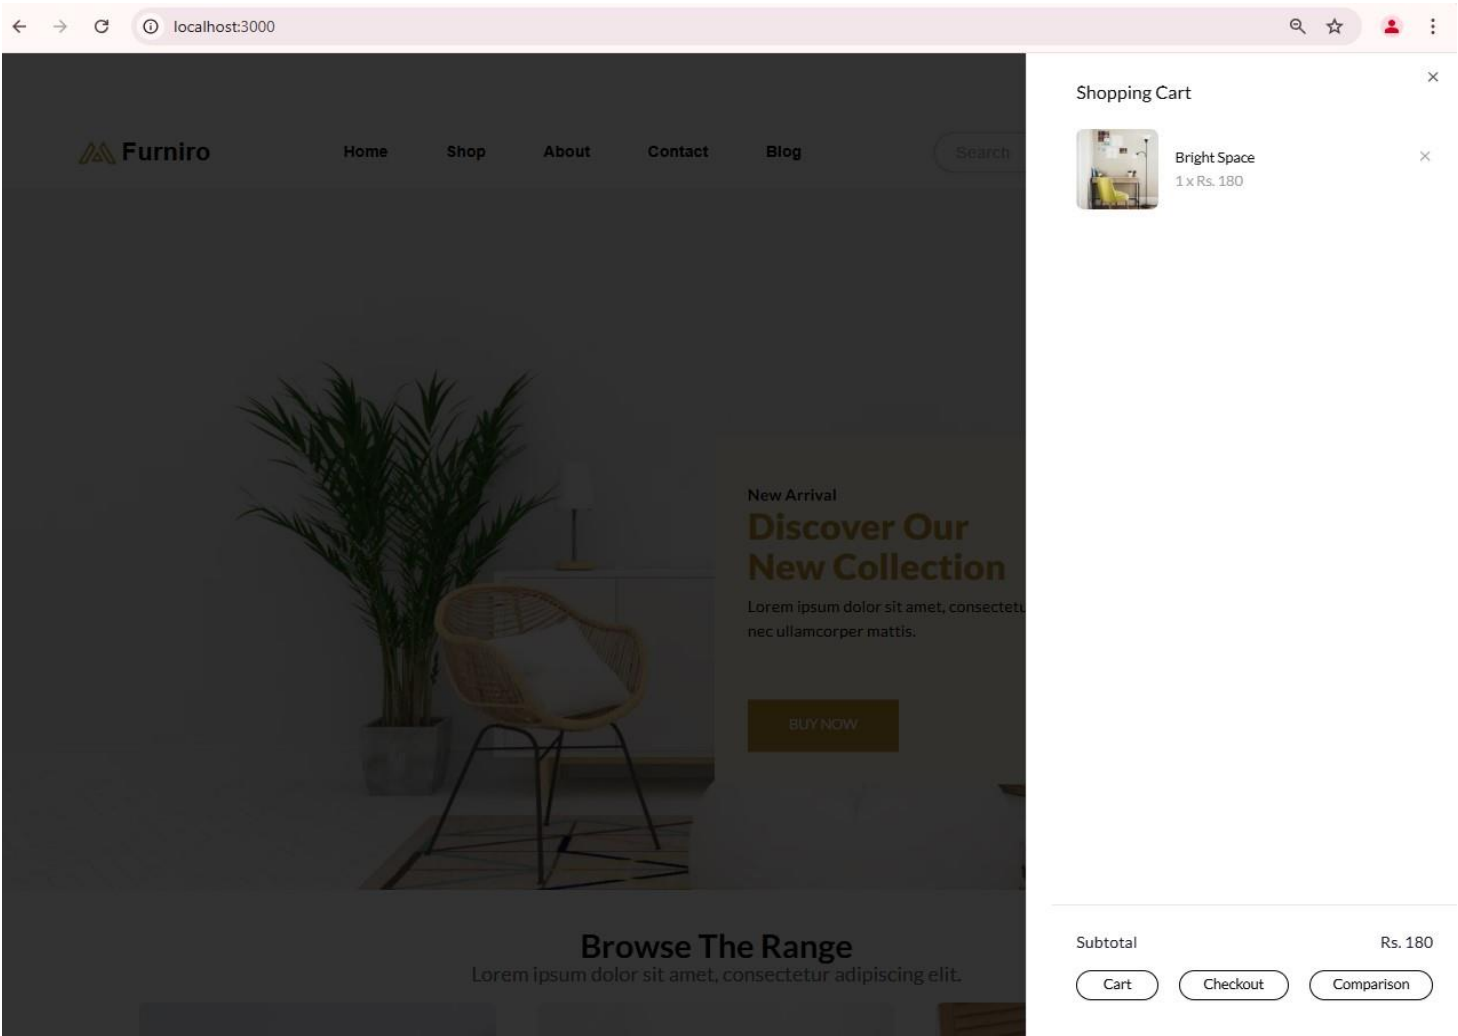 localhost:3000
Furniro
Home
Shop
About
Contact
Blog
Search
New Arrival
Discover Our
New Collection
Lorem ipsum dolor sit amet,
nec ullamcorper mattis.
BUY NOW
Browse The Range
Lorem ipsum dolor sit amet, consectetur adipiscing elit.
Shopping Cart
Bright Space
1 x Rs. 180
Subtotal
Rs. 180
Cart
Checkout
Comparison